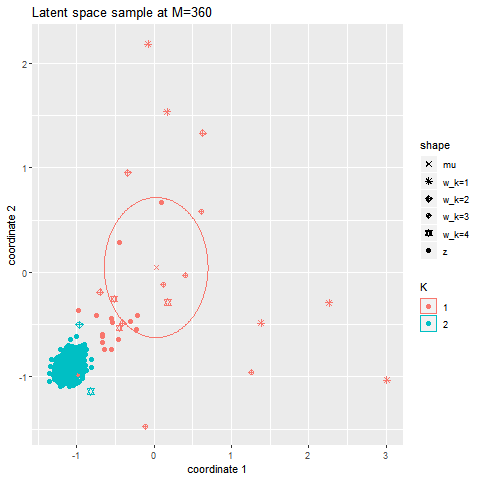 Latent space sample at M=360
2
1
0
-1
coordinate 2
-1
0
1
2
3
coordinate 1
shape
mu
w_k=1
w_k=2
w_k=3
w_k=4
z
K
1
2